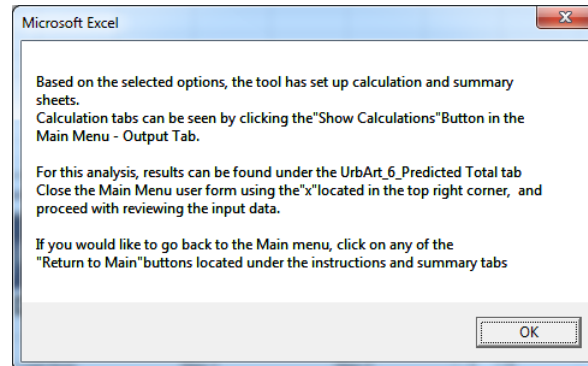 Microsoft Excel
Based on the selected options, the tool has set up calculation and summary
sheets.
Calculation tabs can be seen by clicking the"Show Calculations"Button in the
Main Menu - Output Tab.
For this analysis, results can be found under the UrbArt_6_Predicted Total tab
Close the Main Menu user form using the"x"located in the top right corner,  and
proceed with reviewing the input data.
If you would like to go back to the Main menu, click on any of the
"Return to Main"buttons located under the instructions and summary tabs
OK